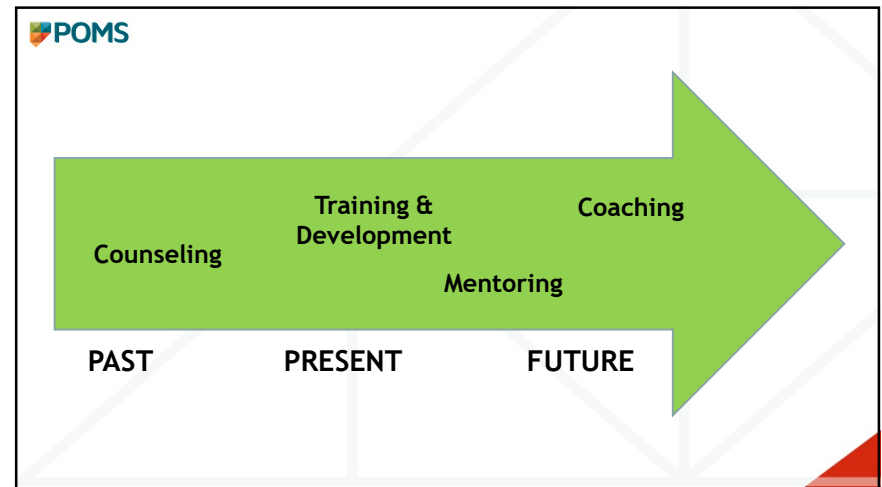 POMS
Training &
Development
Coaching
Counseling
Mentoring
PAST PRESENT FUTURE